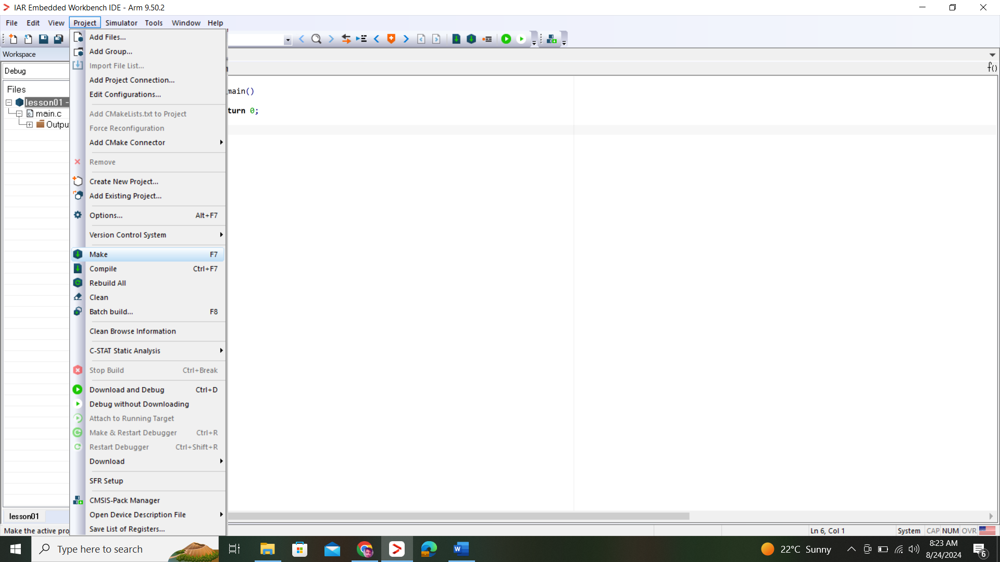 IAR Embedded Workbench IDE - Arm 9.50.2
File Edit View Project Simulator Tools Window Help
Workspace
Debug
Files
lesson01 -
main.c
Outpu
Add Files...
Add Group...
Import File List...
Add Project Connection...
Edit Configurations...
Add CMakeLists.txt to Project
Force Reconfiguration
Add CMake Connector
Remove
Create New Project...
Add Existing Project...
Options... Alt+F7
Version Control System
Make F7
Compile Ctrl+F7
Rebuild All
Clean
Batch build... F8
Clean Browse Information
C-STAT Static Analysis
Stop Build Ctrl+Break
Download and Debug Ctrl+D
Debug without Downloading
Attach to Running Target
Make & Restart Debugger Ctrl+R
Restart Debugger Ctrl+Shift+R
Download
SFR Setup
CMSIS-Pack Manager
Open Device Description File
Save List of Registers...
f()
main()
turn 0;
lesson01
Make the active pro
Ln 6, Col 1
System CAP NUM OVR
Type here to search
22°C Sunny
8:23 AM
8/24/2024
6